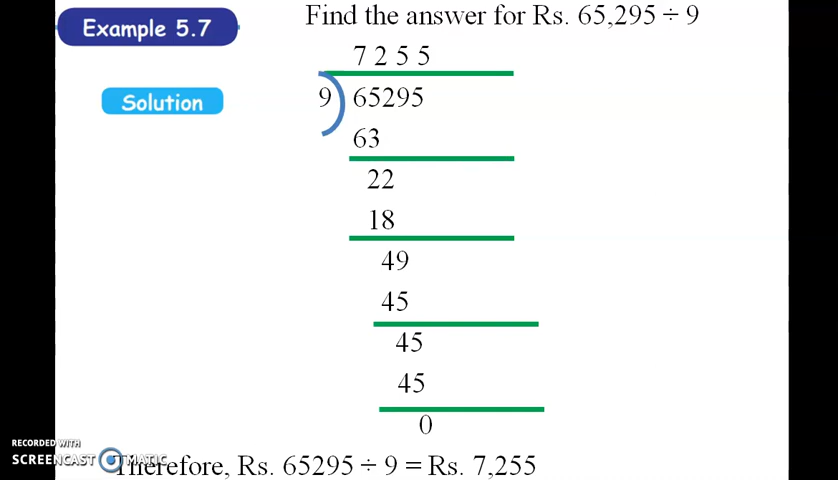 Find the answer for Rs. 65,295 ÷ 9
Example 5.7
7 2 5 5
Solution
9 65295
63
22
18
49
45
45
45
0
RECORDED WITH
SCREENCAST MATIC
Therefore, Rs. 65295 ÷ 9 = Rs. 7,255